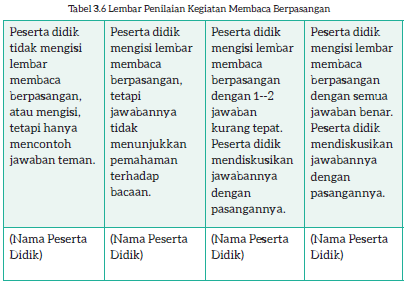 Tabel 3.6 Lembar Penilaian Kegiatan Membaca Berpasangan
Peserta didik
tidak mengisi
lembar
membaca
berpasangan,
atau mengisi,
tetapi hanya
mencontoh
jawaban teman.
Peserta didik
mengisi lembar
membaca
berpasangan,
tetapi
jawabannya
tidak
menunjukkan
pemahaman
terhadap
bacaan.
Peserta didik
mengisi lembar
membaca
berpasangan
dengan 1--2
jawaban
kurang tepat.
Peserta didik
mendiskusikan
jawabannya
dengan
pasangannya.
Peserta didik
mengisi lembar
membaca
berpasangan
dengan semua
jawaban benar.
Peserta didik
mendiskusikan
jawabannya
dengan
pasangannya.
(Nama Peserta
Didik)
(Nama Peserta
Didik)
(Nama Peserta
Didik)
(Nama Peserta
Didik)